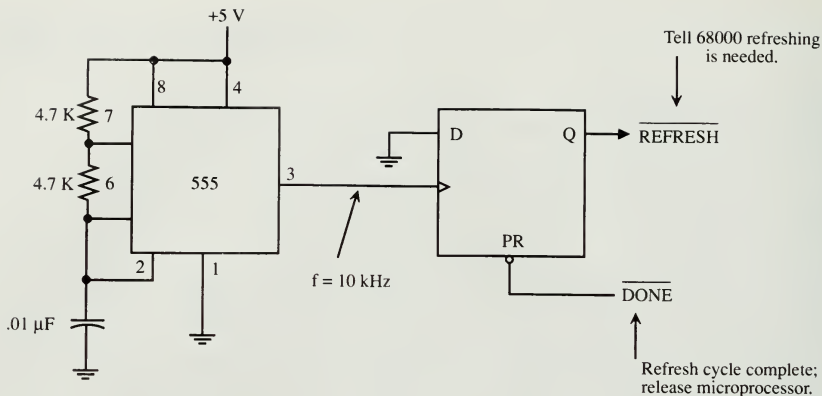 +5 V
Tell 68000 refreshing
is needed.
8
4
4.7 K
7
D
Q
REFRESH
4.7 K
6
555
3
PR
2
1
f = 10 kHz
DONE
.01 µF
Refresh cycle complete;
release microprocessor.